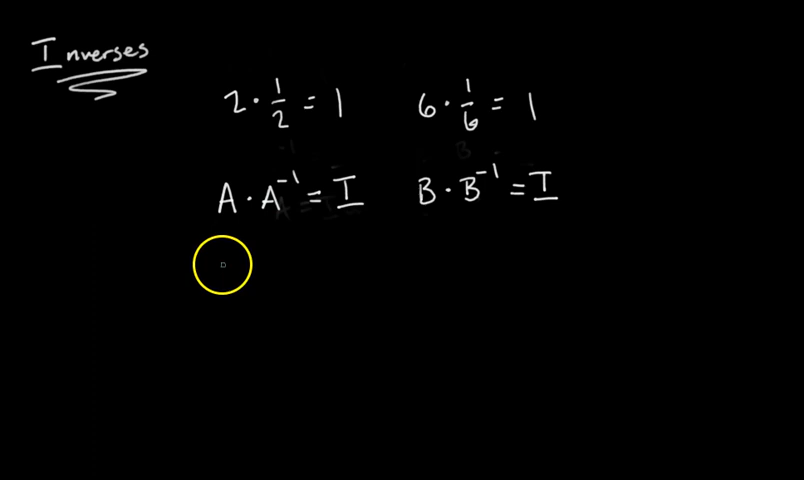 Inverses
2 · 1/2 = 1 6 · 1/6 = 1
A · A⁻¹ = I B · B⁻¹ = I